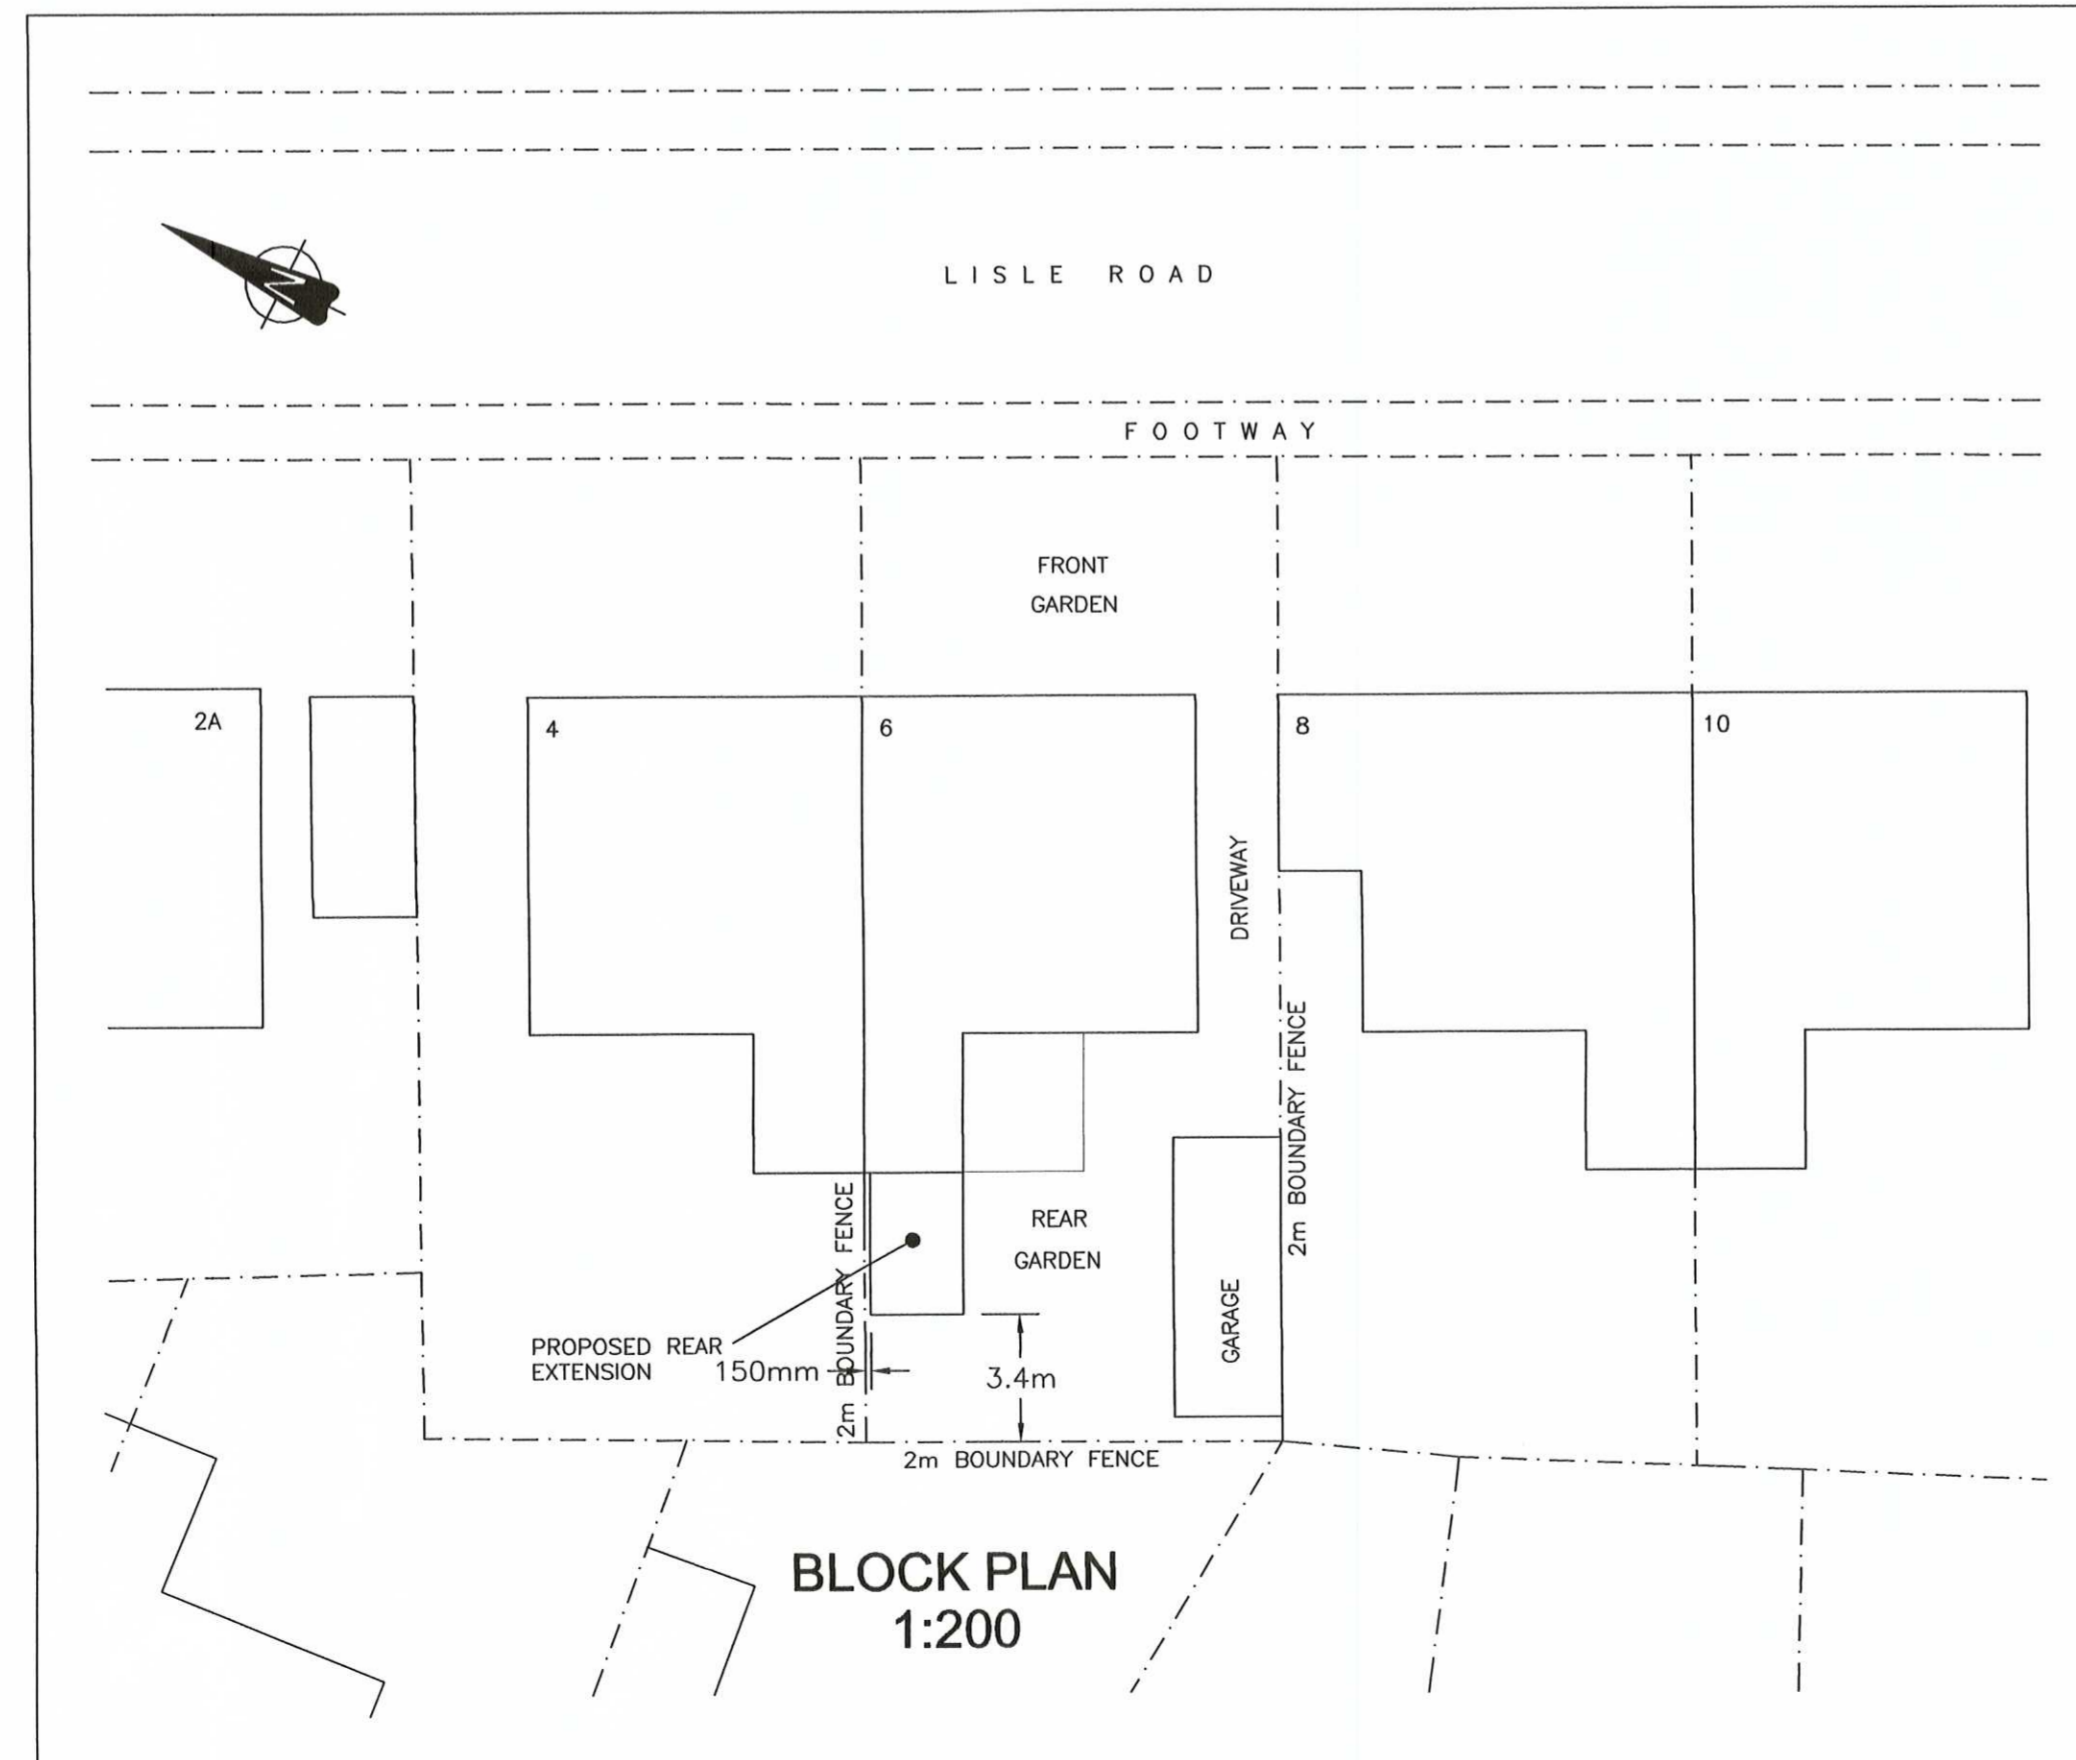 N
LISLE ROAD
FOOTWAY
FRONT
GARDEN
2A
4
6
8
10
DRIVEWAY
2m BOUNDARY FENCE
2m BOUNDARY FENCE
REAR
GARDEN
GARAGE
PROPOSED REAR
EXTENSION
150mm
3.4m
2m BOUNDARY FENCE
BLOCK PLAN
1:200